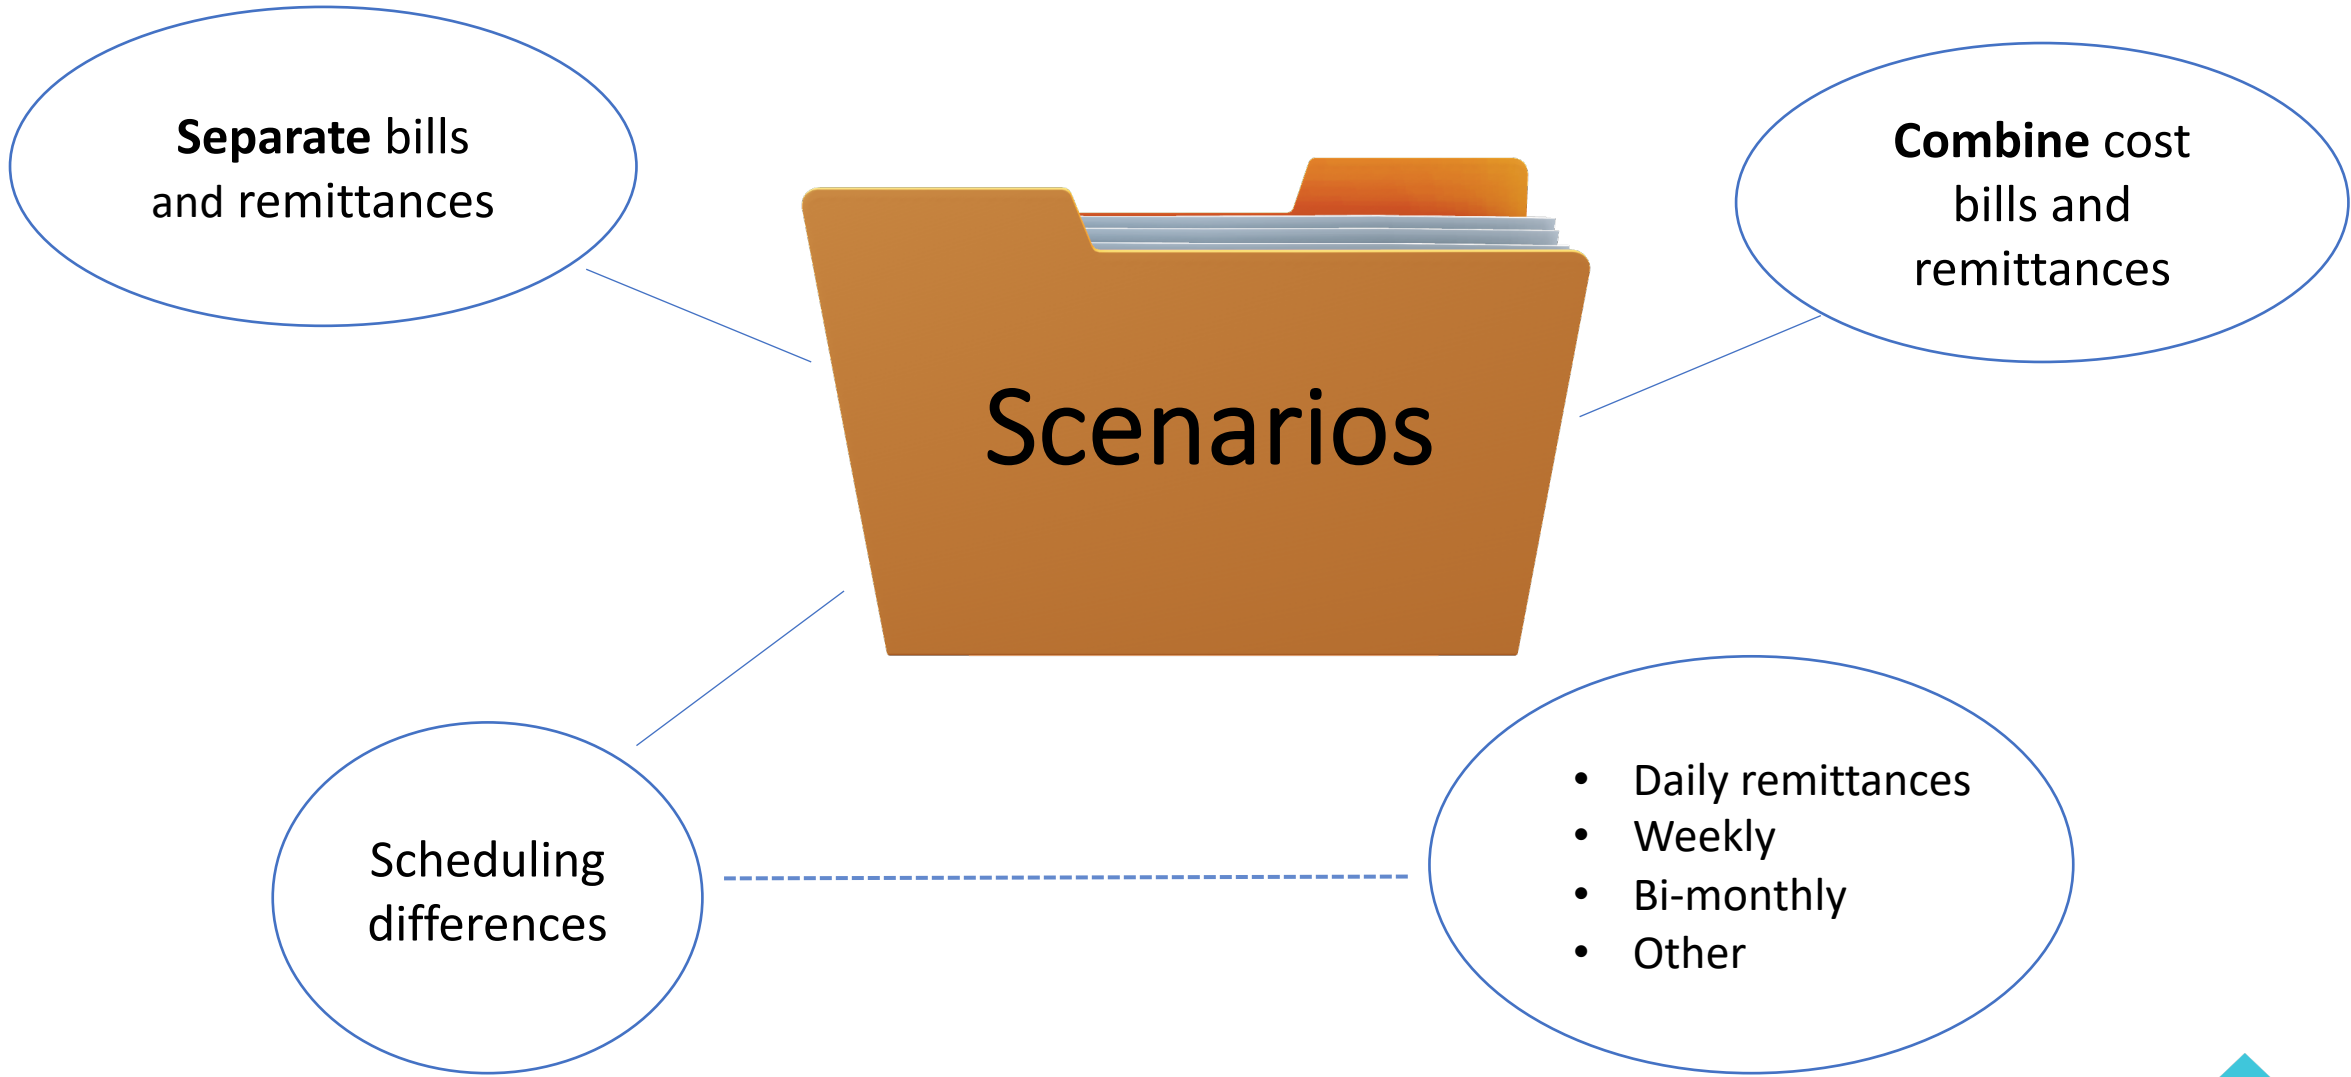 Separate bills
and remittances
Combine cost
bills and
remittances
Scenarios
Scheduling
differences
• Daily remittances
• Weekly
• Bi-monthly
• Other